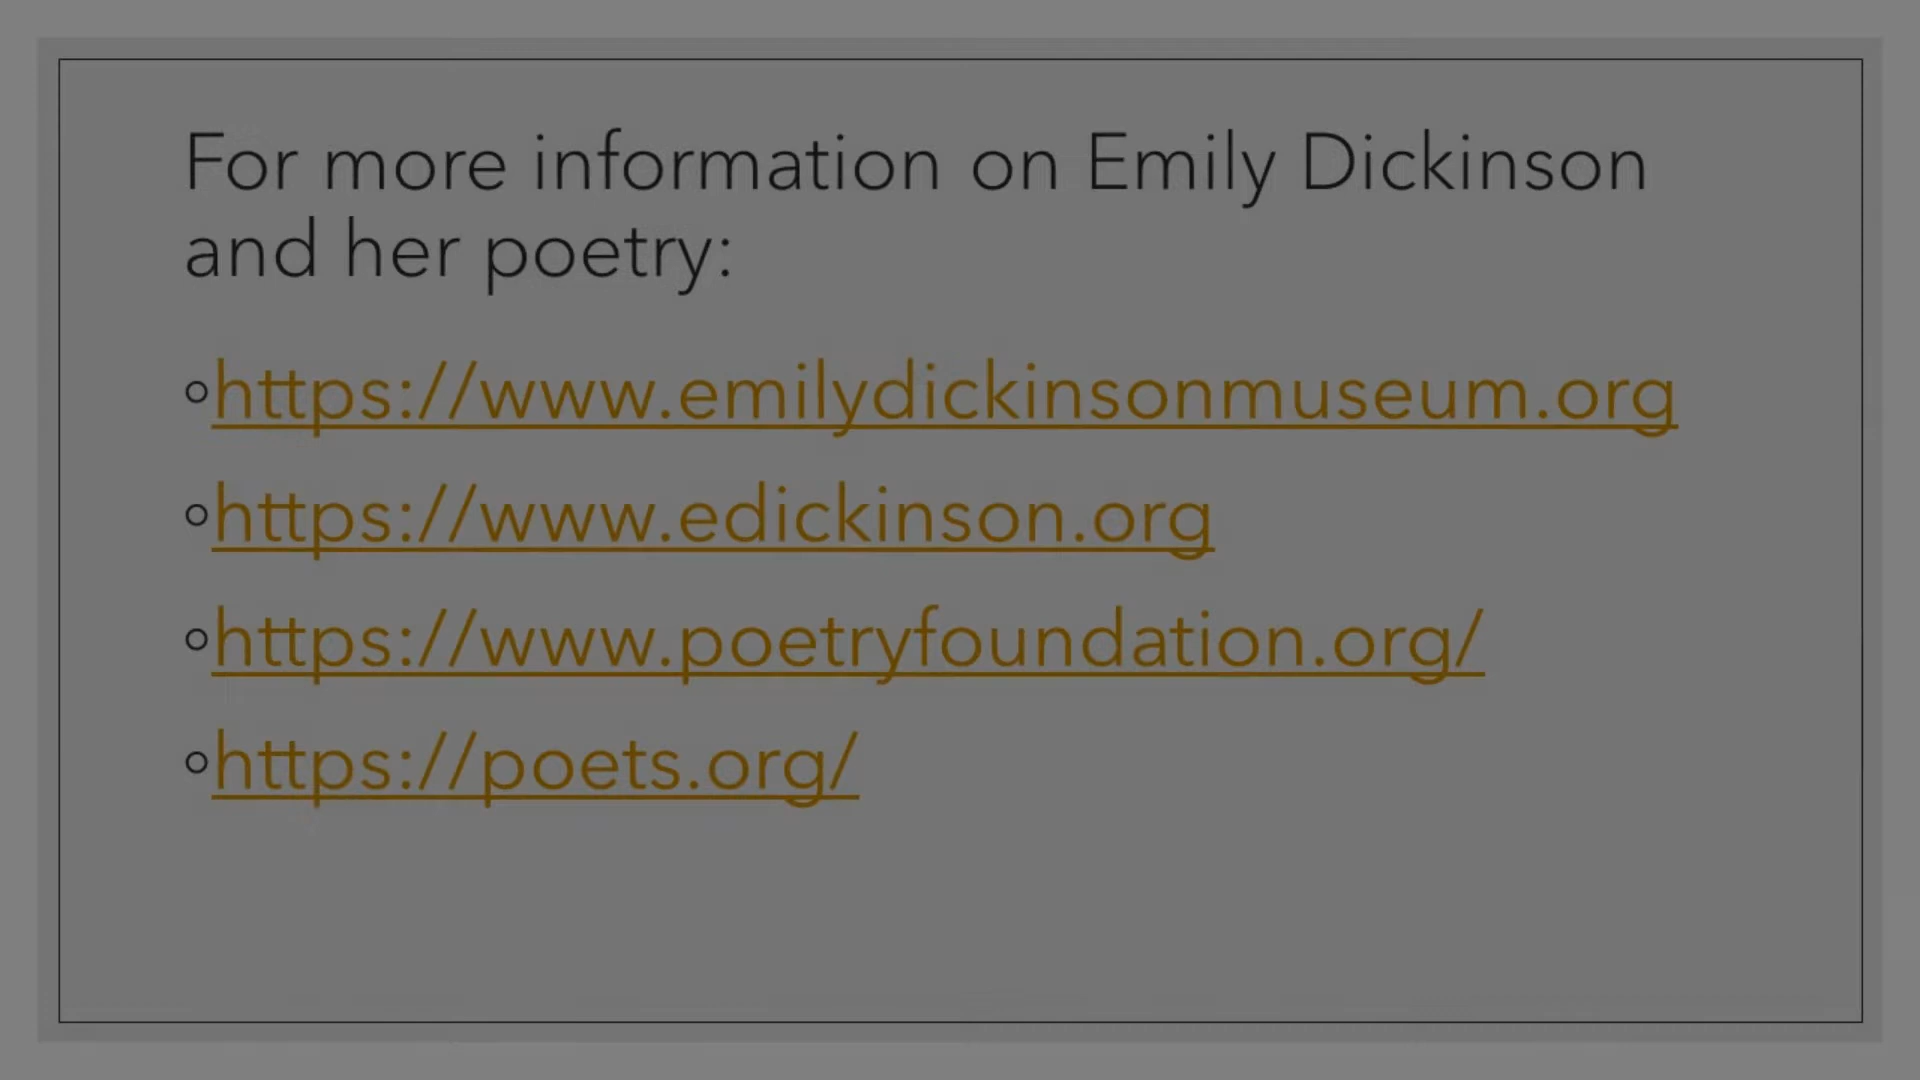 For more information on Emily Dickinson
and her poetry:
◦https://www.emilydickinsonmuseum.org
◦https://www.edickinson.org
◦https://www.poetryfoundation.org/
◦https://poets.org/